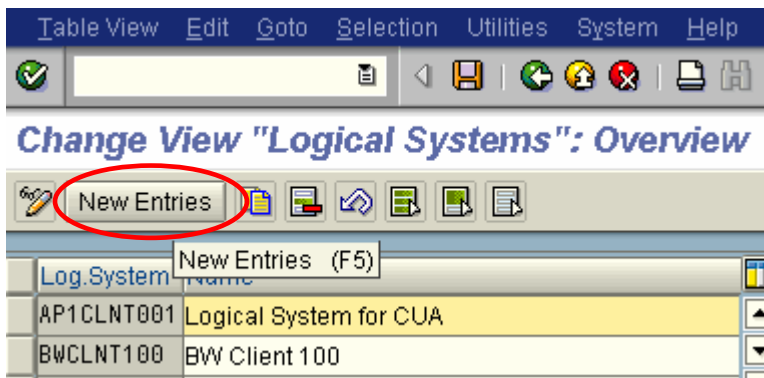 Table View Edit Goto Selection Utilities System Help
Change View "Logical Systems": Overview
New Entries
New Entries (F5)
Log.System Name
AP1CLNT001 Logical System for CUA
BWCLNT100 BW Client 100